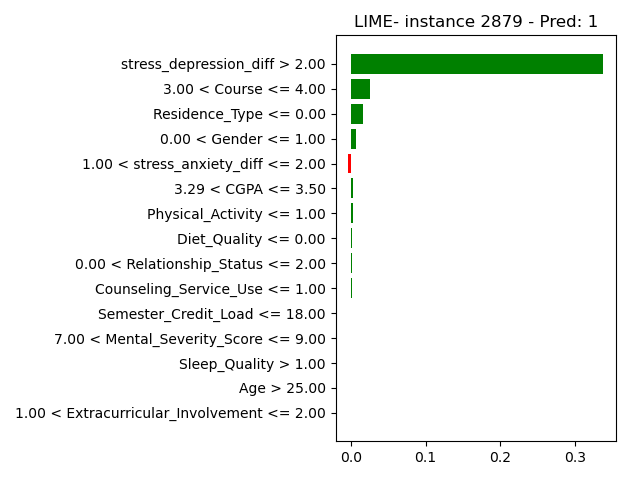 LIME- instance 2879 - Pred: 1
stress_depression_diff > 2.00
3.00 < Course <= 4.00
Residence_Type <= 0.00
0.00 < Gender <= 1.00
1.00 < stress_anxiety_diff <= 2.00
3.29 < CGPA <= 3.50
Physical_Activity <= 1.00
Diet_Quality <= 0.00
0.00 < Relationship_Status <= 2.00
Counseling_Service_Use <= 1.00
Semester_Credit_Load <= 18.00
7.00 < Mental_Severity_Score <= 9.00
Sleep_Quality > 1.00
Age > 25.00
1.00 < Extracurricular_Involvement <= 2.00
0.0 0.1 0.2 0.3